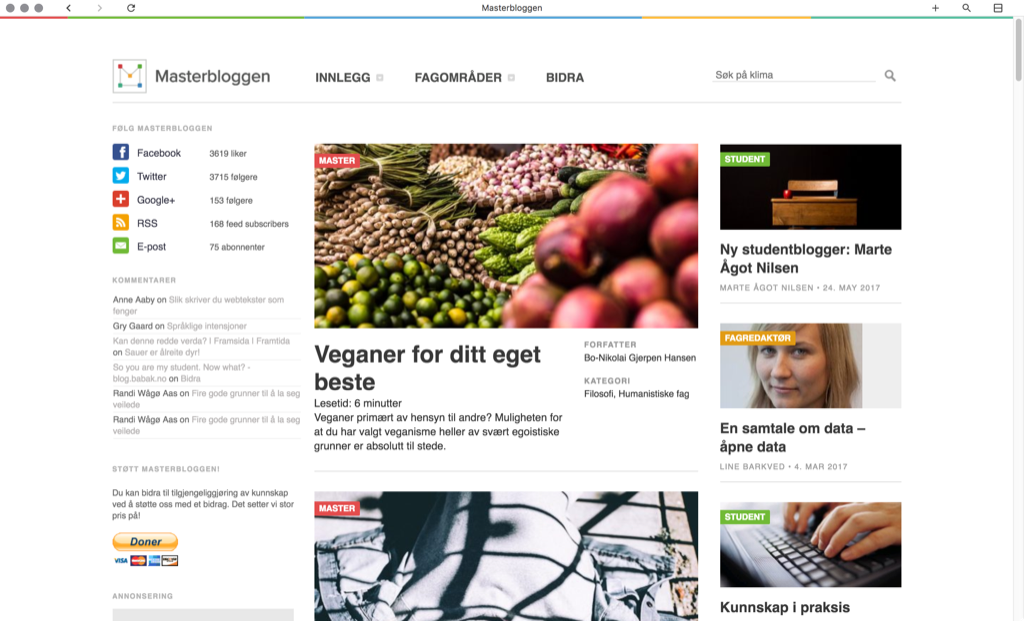 Masterbloggen
Masterbloggen
INNLEGG
FAGOMRÅDER
BIDRA
Søk på klima
FØLG MASTERBLOGGEN
Facebook 3619 liker
Twitter 3715 følgere
Google+ 153 følgere
RSS 168 feed subscribers
E-post 75 abonnenter
KOMMENTARER
Anne Aaby on Slik skriver du webtekster som
fenger
Gry Gaard on Språklige intensjoner
Kan denne redde verda? | Framsida | Framtida
on Sauer er ålreite dyr!
So you are my student. Now what? -
blog.babak.no on Bidra
Randi Wågø Aas on Fire gode grunner til å la seg
veilede
Randi Wågø Aas on Fire gode grunner til å la seg
veilede
STØTT MASTERBLOGGEN!
Du kan bidra til tilgjengeliggjøring av kunnskap
ved å støtte oss med et bidrag. Det setter vi stor
pris på!
Doner
VISA
ANNONSERING
MASTER
Veganer for ditt eget
beste
Lesetid: 6 minutter
Veganer primært av hensyn til andre? Muligheten for
at du har valgt veganisme heller av svært egoistiske
grunner er absolutt til stede.
FORFATTER
Bo-Nikolai Gjerpen Hansen
KATEGORI
Filosofi, Humanistiske fag
MASTER
STUDENT
Ny studentblogger: Marte
Ågot Nilsen
MARTE ÅGOT NILSEN • 24. MAY 2017
FAGREDAKTØR
En samtale om data –
åpne data
LINE BARKVED • 4. MAR 2017
STUDENT
Kunnskap i praksis